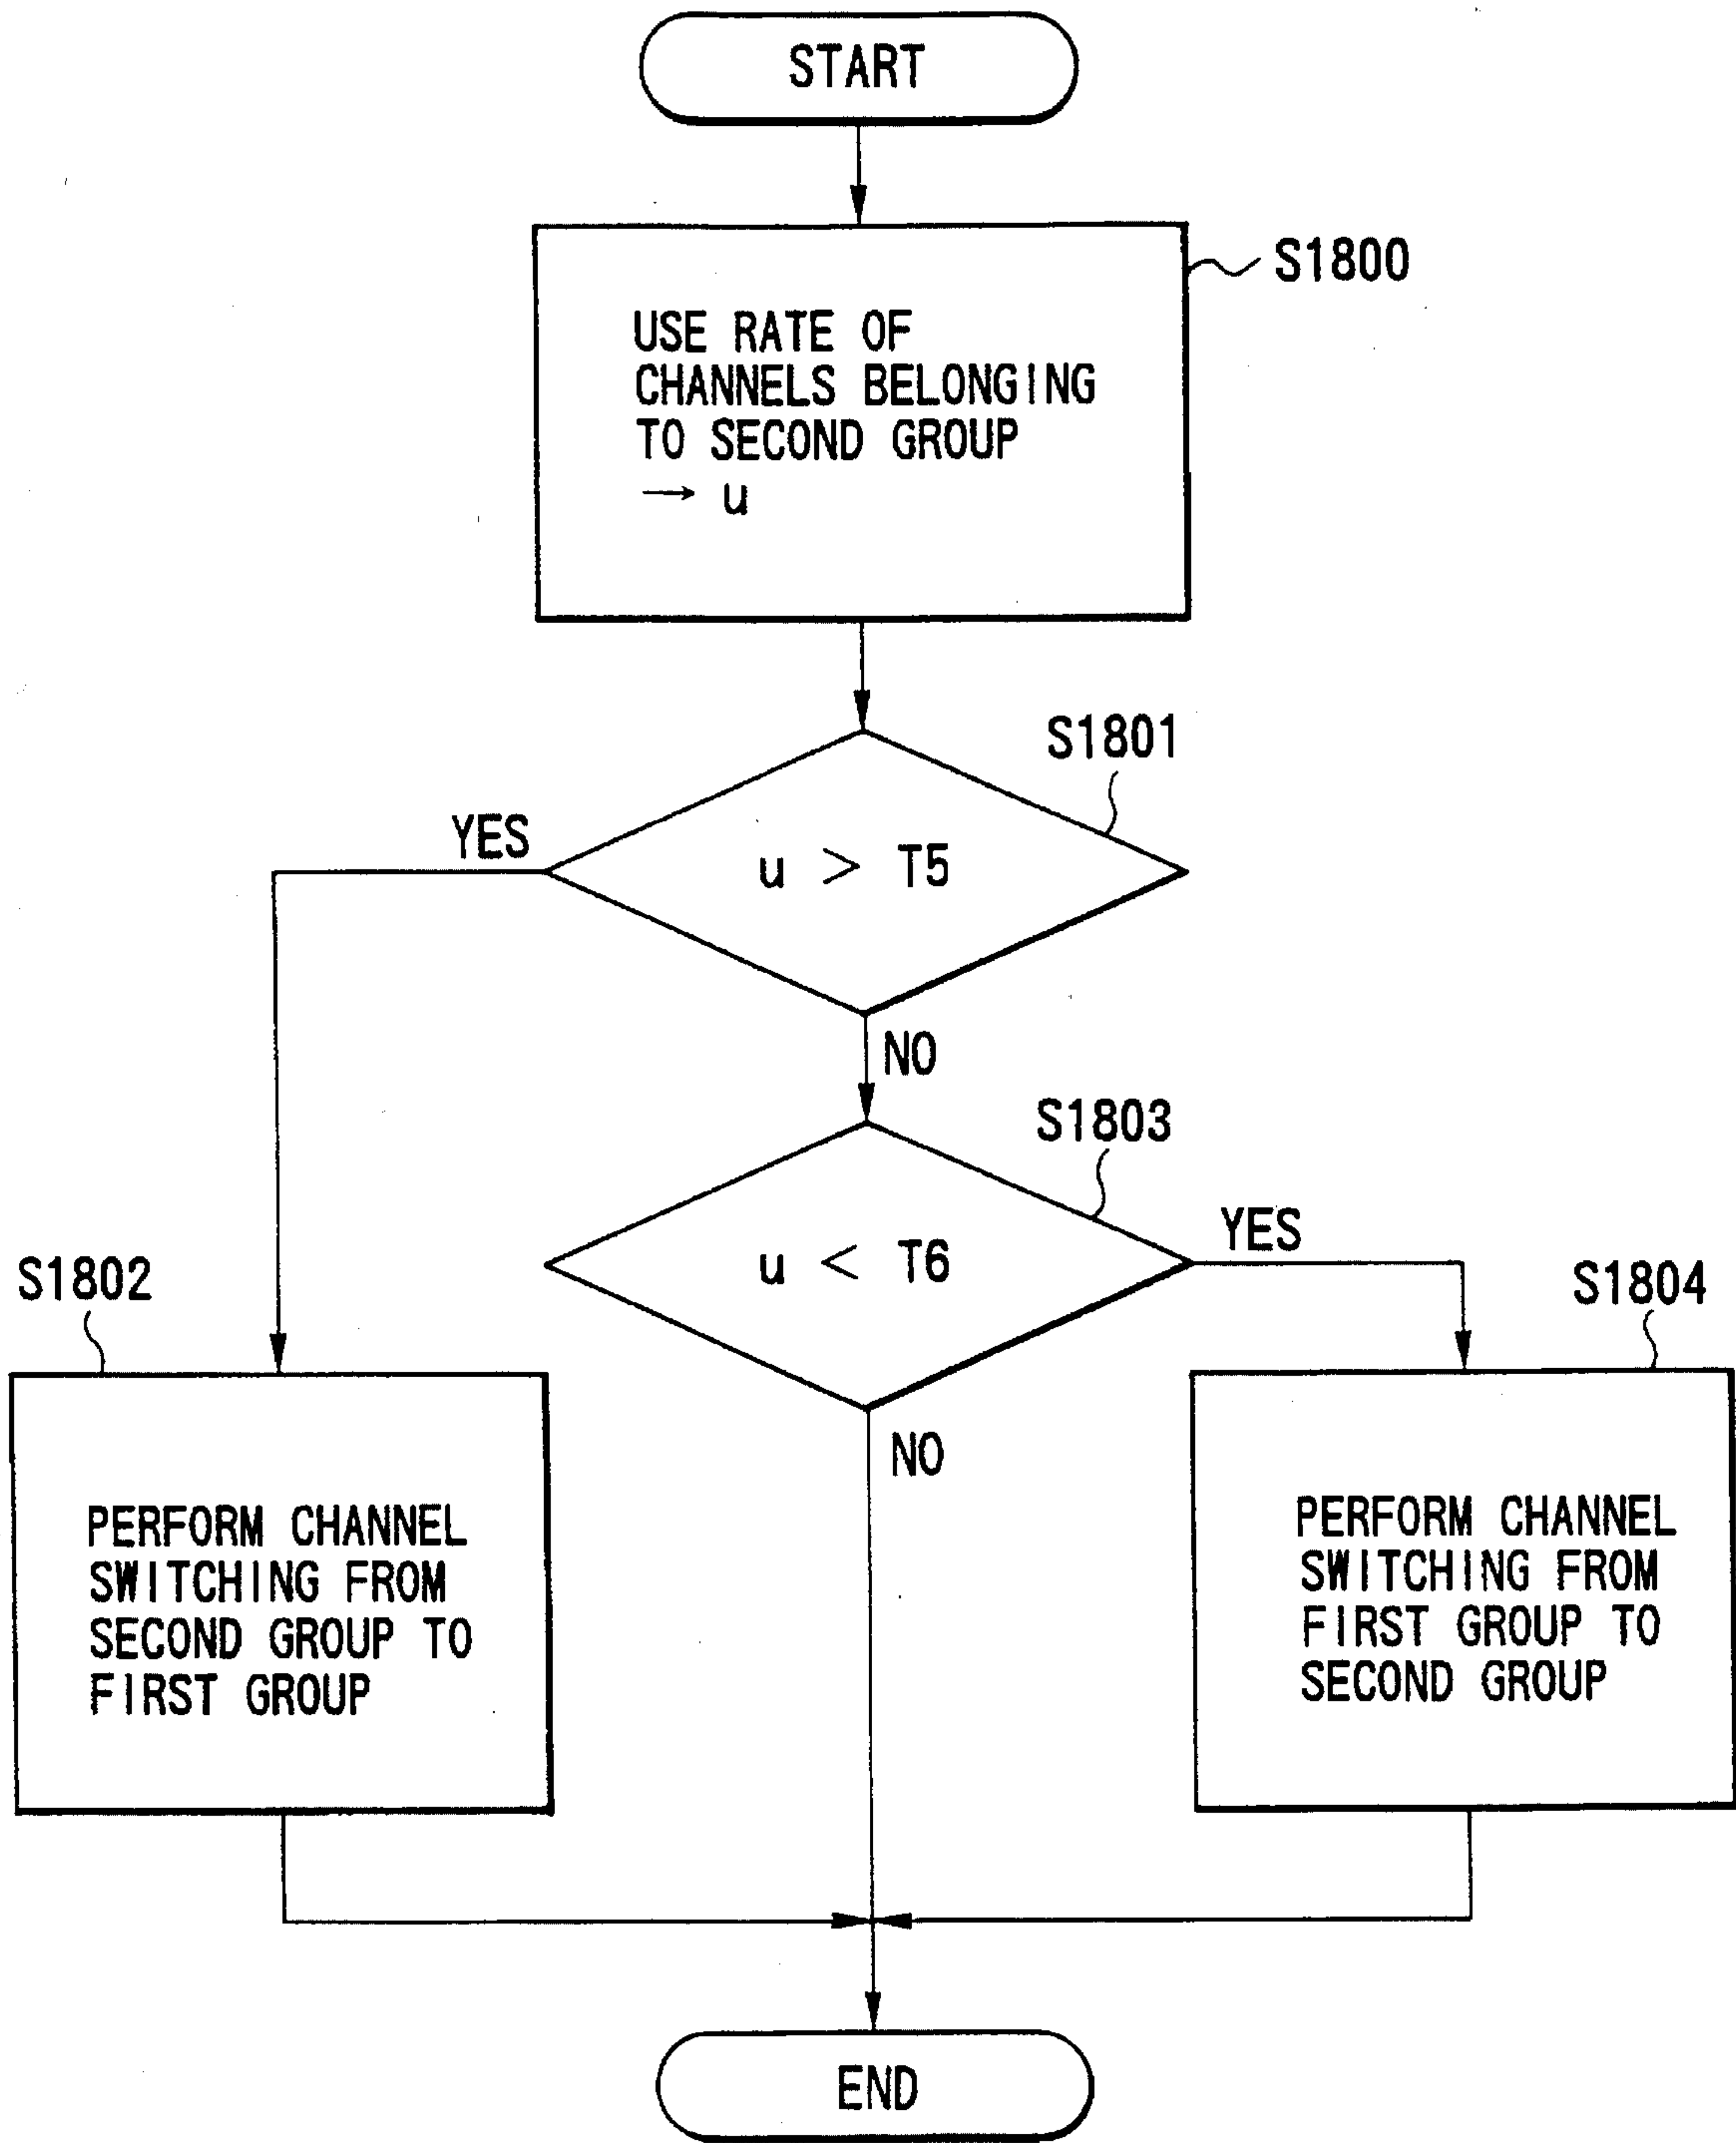 START
S1800
USE RATE OF
CHANNELS BELONGING
TO SECOND GROUP
→ u
S1801
YES
u > T5
NO
S1803
u < T6
YES
S1802
S1804
NO
PERFORM CHANNEL
SWITCHING FROM
SECOND GROUP TO
FIRST GROUP
PERFORM CHANNEL
SWITCHING FROM
FIRST GROUP TO
SECOND GROUP
END